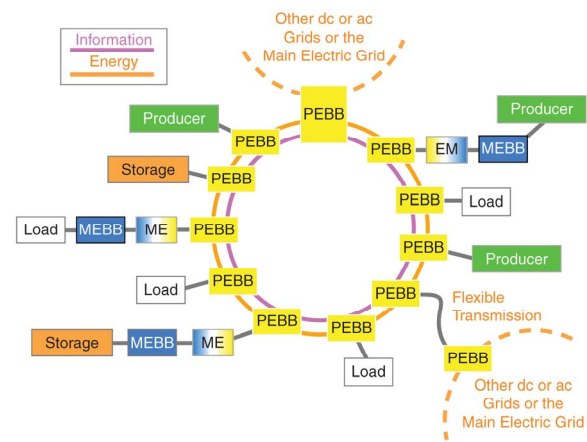 Information
Energy
Other dc or ac
Grids or the
Main Electric Grid
PEBB
Producer
PEBB
Storage
PEBB
Load
MEBB
ME
PEBB
Load
PEBB
Storage
MEBB
ME
PEBB
PEBB
Load
PEBB
EM
MEBB
Producer
PEBB
Load
PEBB
Producer
PEBB
Flexible
Transmission
PEBB
Other dc or ac
Grids or the
Main Electric Grid